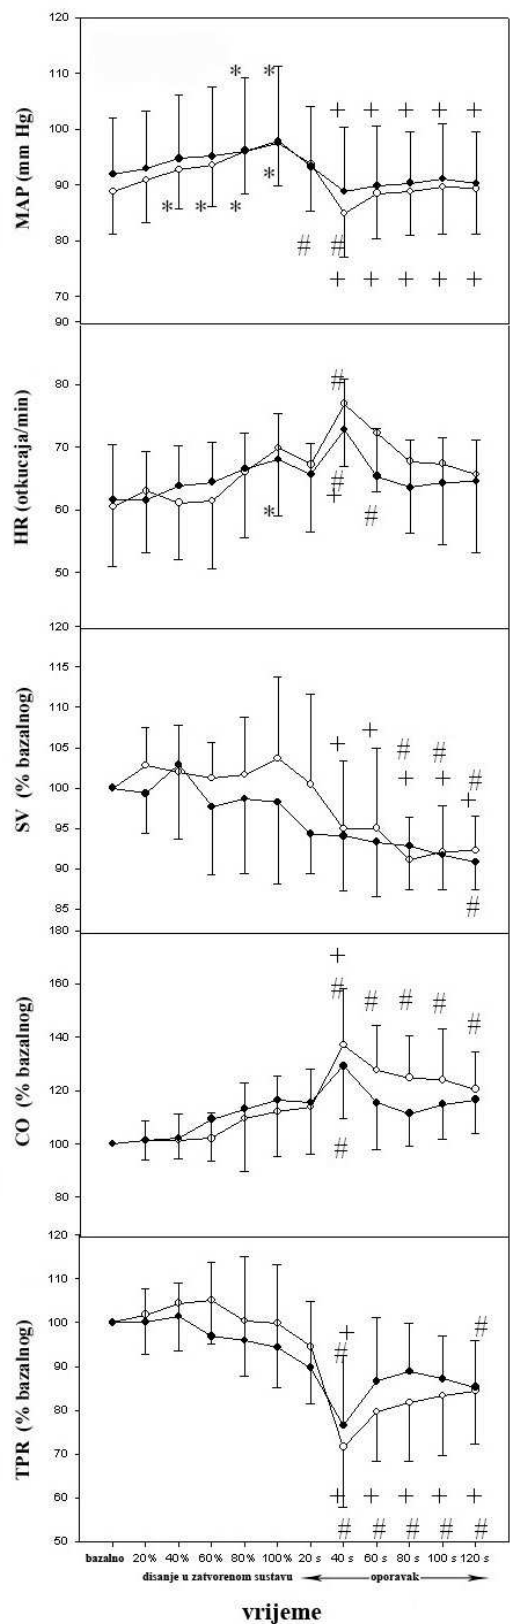 120
110
100
90
80
70
MAP (mm Hg)
* *
+ + + + +
*
* * *
# #
+ + + + +
90
80
70
60
50
HR (otkucaja/min)
#
#
+
* #
120
115
110
105
100
95
90
85
SV (% bazalnog)
+ + # # #
+ + +
#
180
160
140
120
100
80
CO (% bazalnog)
+
# # # # #
#
120
110
100
90
80
70
60
50
TPR (% bazalnog)
+ #
#
+ + + + +
# # # # #
bazalno 20 % 40 % 60 % 80 % 100 % 20 s 40 s 60 s 80 s 100 s 120 s
disanje u zatvorenom sustavu oporavak
vrijeme